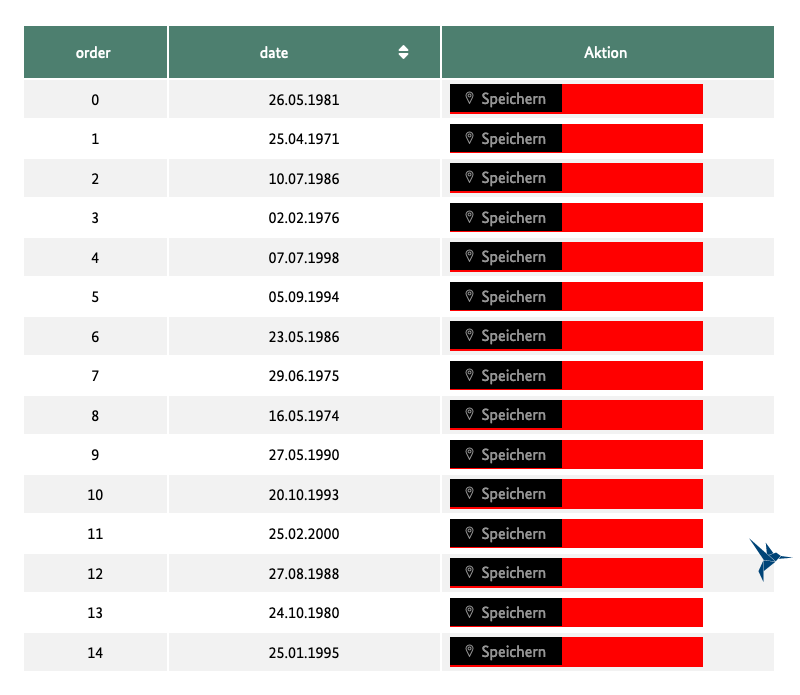 order date Aktion
0 26.05.1981 Speichern
1 25.04.1971 Speichern
2 10.07.1986 Speichern
3 02.02.1976 Speichern
4 07.07.1998 Speichern
5 05.09.1994 Speichern
6 23.05.1986 Speichern
7 29.06.1975 Speichern
8 16.05.1974 Speichern
9 27.05.1990 Speichern
10 20.10.1993 Speichern
11 25.02.2000 Speichern
12 27.08.1988 Speichern
13 24.10.1980 Speichern
14 25.01.1995 Speichern